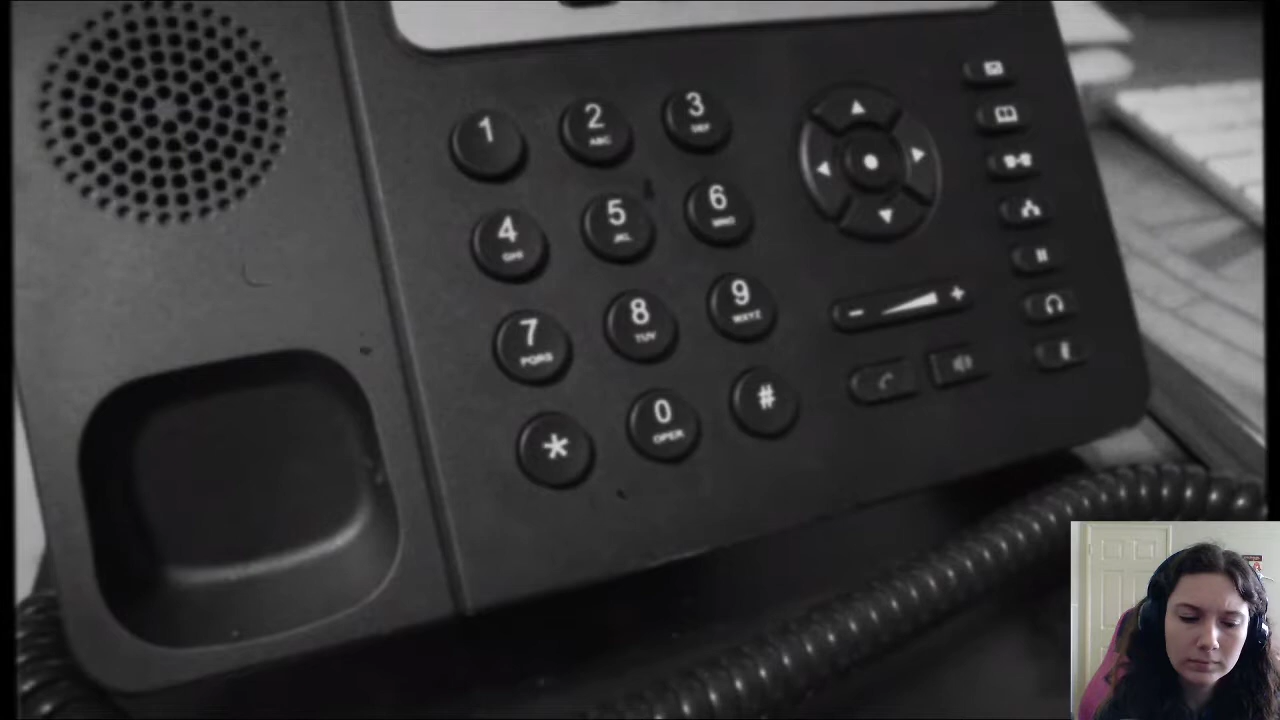 1 2 3
ABC DEF
4 5 6
GHI JKL MNO
7 8 9
PQRS TUV WXYZ
* 0 #
OPER
- +